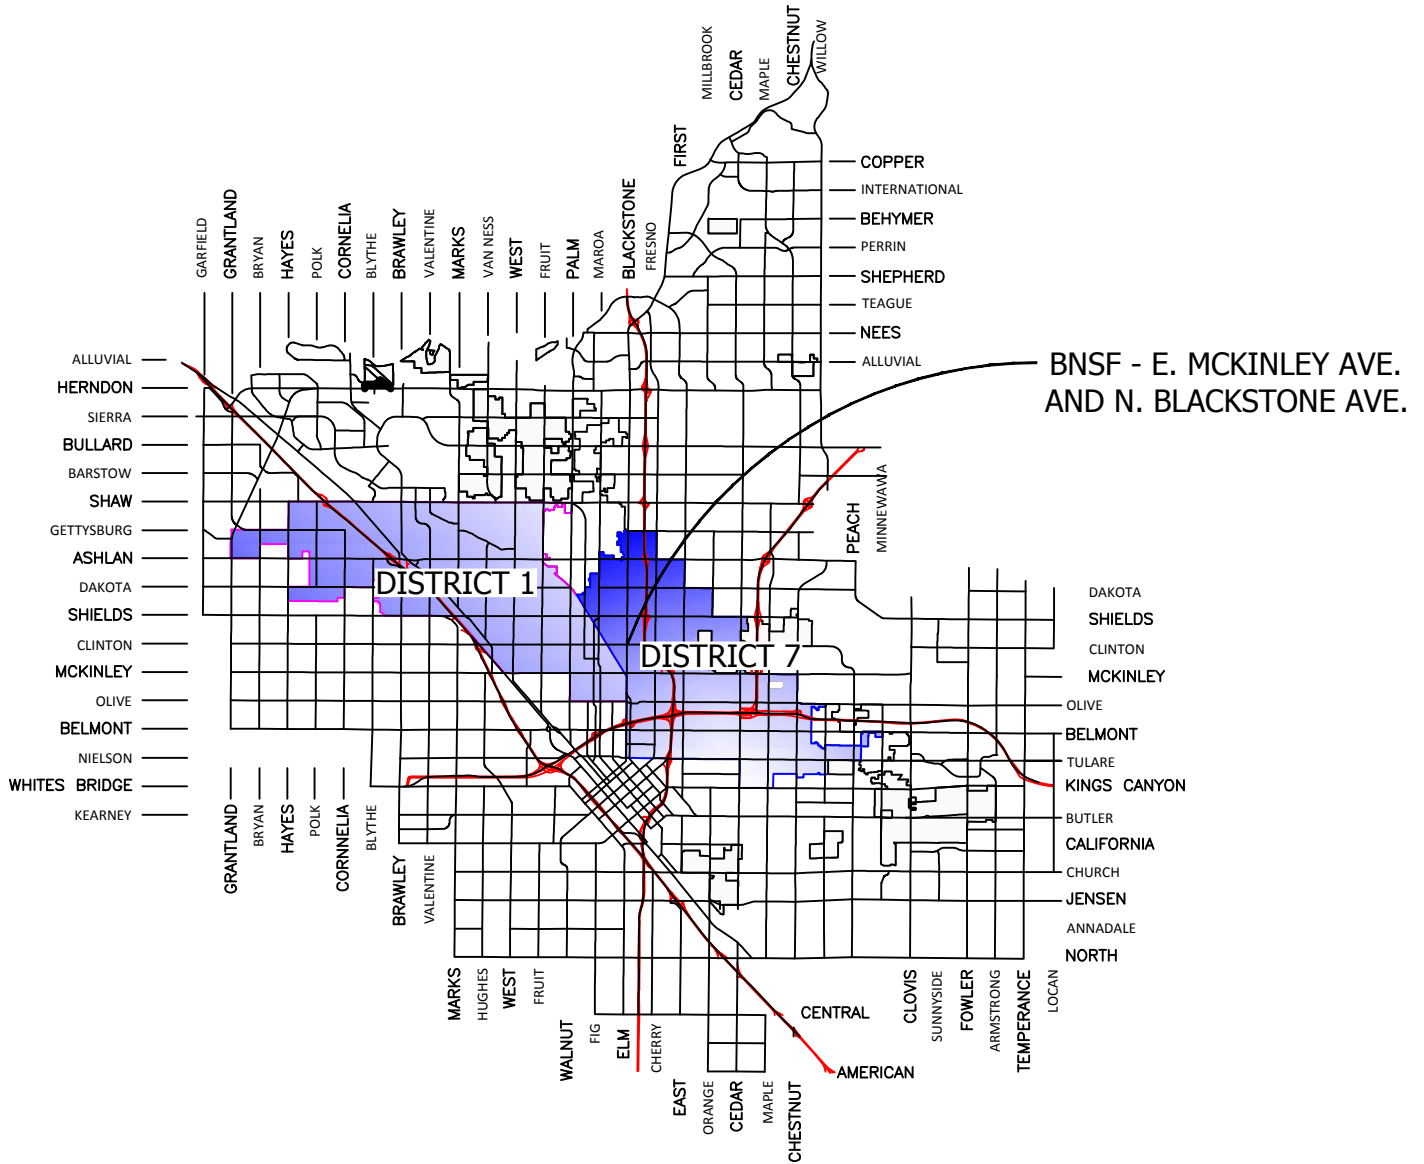 MILLBROOK
CEDAR
MAPLE
CHESTNUT
WILLOW
FIRST
COPPER
INTERNATIONAL
BEHYMER
PERRIN
SHEPHERD
TEAGUE
NEES
ALLUVIAL
GARFIELD
GRANTLAND
BRYAN
HAYES
POLK
CORNELIA
BLYTHE
BRAWLEY
VALENTINE
MARKS
VAN NESS
WEST
FRUIT
PALM
MAROA
BLACKSTONE
FRESNO
BNSF - E. MCKINLEY AVE.
AND N. BLACKSTONE AVE.
ALLUVIAL
HERNDON
SIERRA
BULLARD
BARSTOW
SHAW
GETTYSBURG
ASHLAN
DAKOTA
SHIELDS
CLINTON
MCKINLEY
OLIVE
BELMONT
NIELSON
WHITES BRIDGE
KEARNEY
DISTRICT 1
DISTRICT 7
PEACH
MINNEWAWA
DAKOTA
SHIELDS
CLINTON
MCKINLEY
OLIVE
BELMONT
TULARE
KINGS CANYON
BUTLER
CALIFORNIA
CHURCH
JENSEN
ANNADALE
NORTH
GRANTLAND
BRYAN
HAYES
POLK
CORNNELIA
BLYTHE
BRAWLEY
VALENTINE
MARKS
HUGHES
WEST
FRUIT
WALNUT
FIG
ELM
CHERRY
EAST
ORANGE
CEDAR
MAPLE
CHESTNUT
CENTRAL
AMERICAN
CLOVIS
SUNNYSIDE
FOWLER
ARMSTRONG
TEMPERANCE
LOCAN